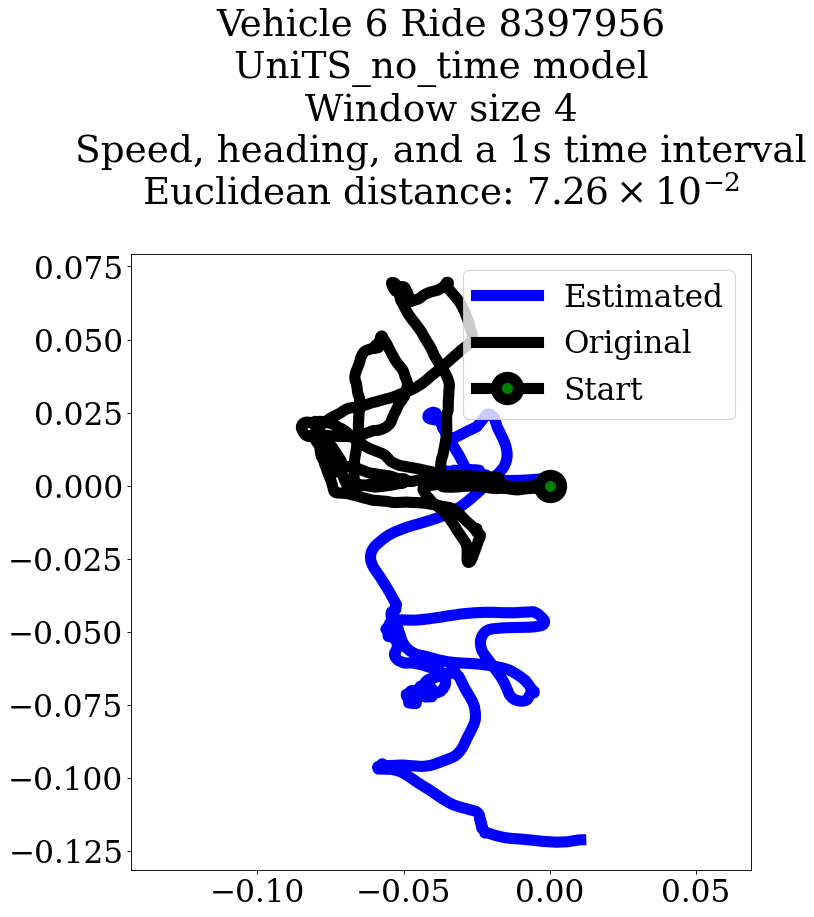 Vehicle 6 Ride 8397956
UniTS_no_time model
Window size 4
Speed, heading, and a 1s time interval
Euclidean distance: 7.26 × 10⁻²
0.075
0.050
0.025
0.000
−0.025
−0.050
−0.075
−0.100
−0.125
Estimated
Original
Start
−0.10
−0.05
0.00
0.05